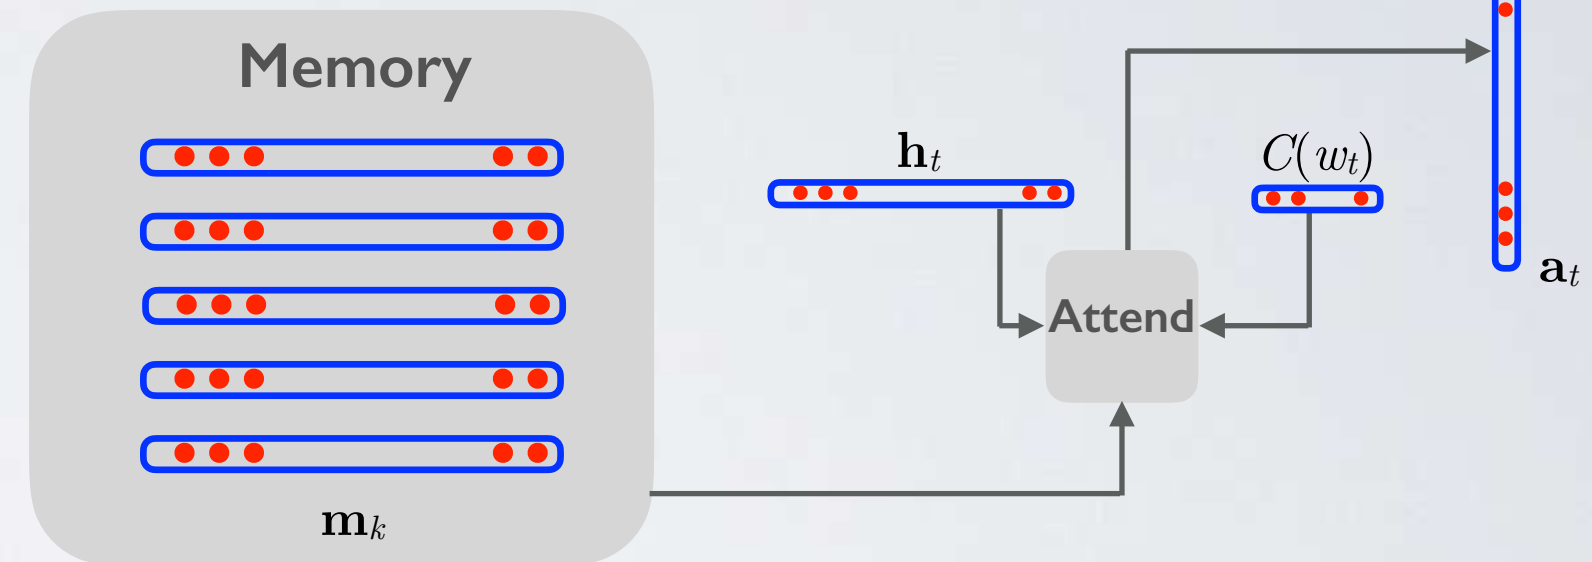 Memory
h_t
C(w_t)
a_t
Attend
m_k